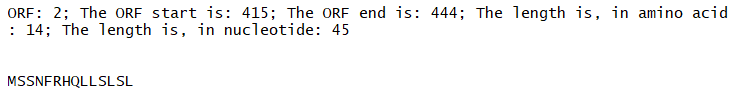 ORF: 2; The ORF start is: 415; The ORF end is: 444; The length is, in amino acid
: 14; The length is, in nucleotide: 45
MSSNFRHQLLSLSL